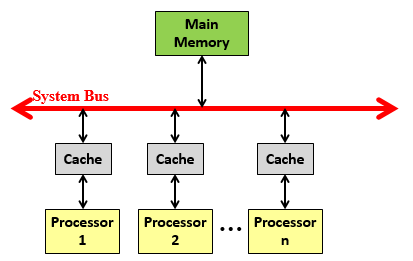 Main
Memory
System Bus
Cache
Cache
Cache
Processor
1
Processor
2
...
Processor
n